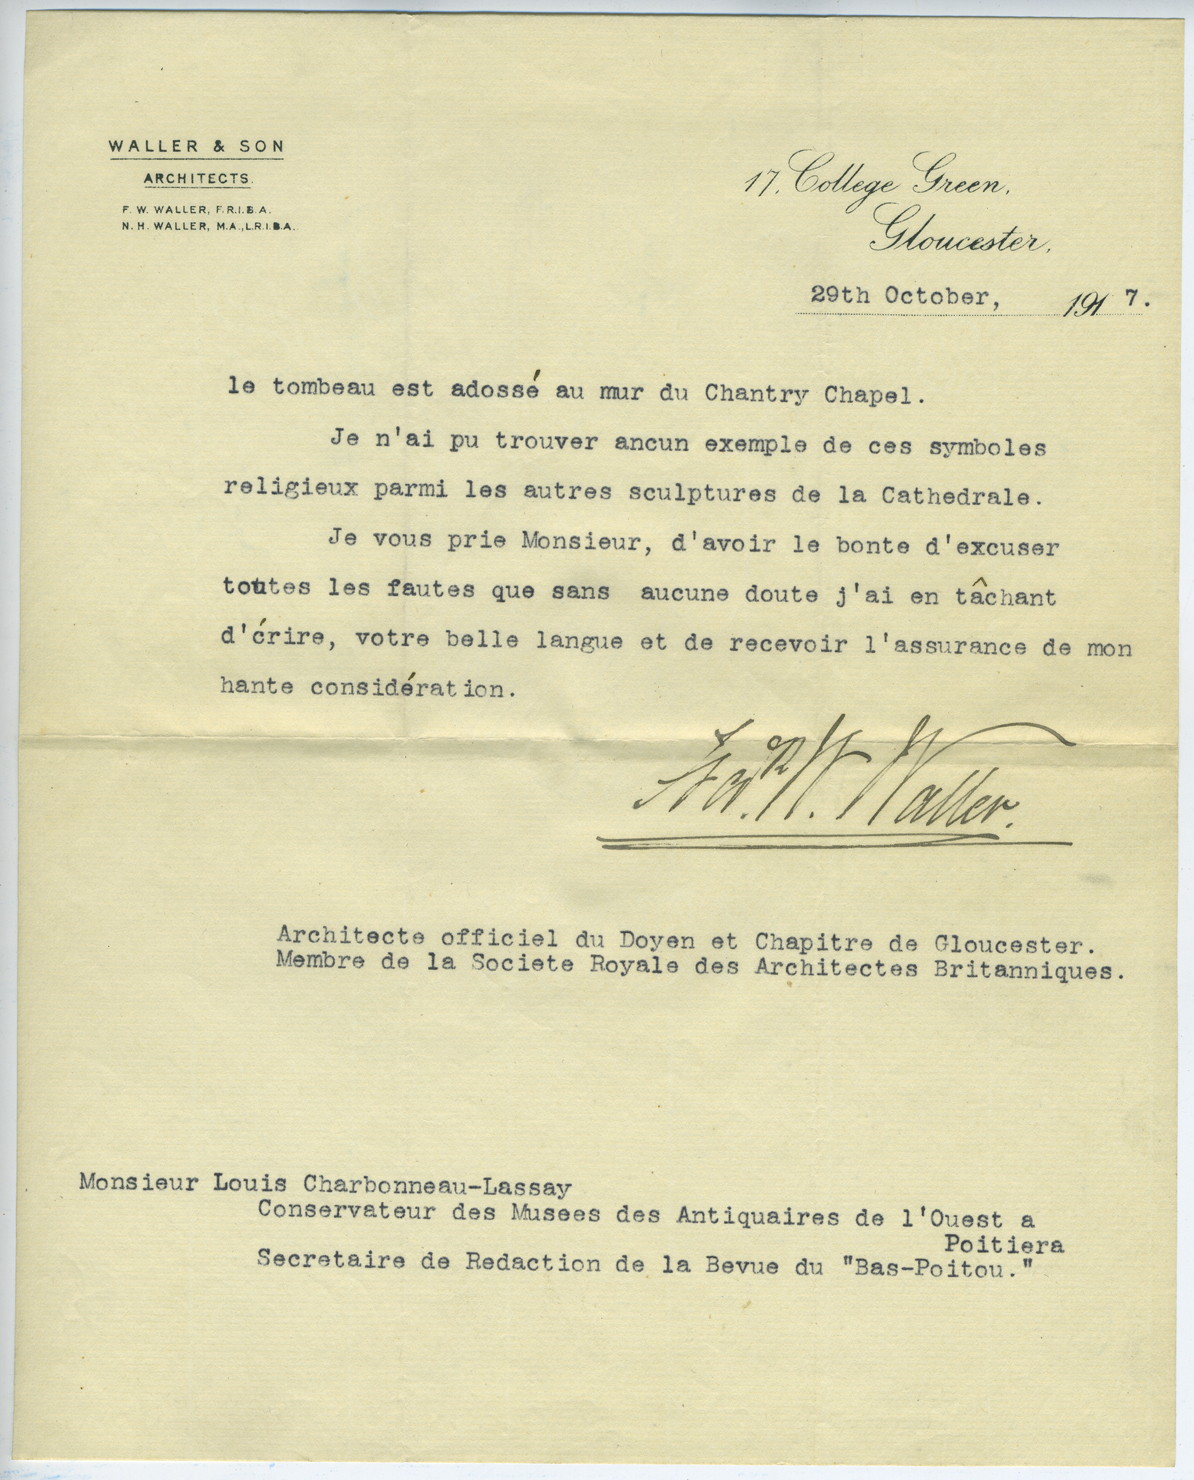 WALLER & SON
ARCHITECTS.
F. W. WALLER, F.R.I.B.A.
N. H. WALLER, M.A., L.R.I.B.A.
17, College Green,
Gloucester,
29th October, 1917.
le tombeau est adossé au mur du Chantry Chapel.
Je n'ai pu trouver ancun exemple de ces symboles
religieux parmi les autres sculptures de la Cathedrale.
Je vous prie Monsieur, d'avoir le bonte d'excuser
toutes les fautes que sans aucune doute j'ai en tâchant
d'ćrire, votre belle langue et de recevoir l'assurance de mon
hante considération.
W. Waller.
Architecte officiel du Doyen et Chapitre de Gloucester.
Membre de la Societe Royale des Architectes Britanniques.
Monsieur Louis Charbonneau-Lassay
Conservateur des Musees des Antiquaires de l'Ouest a
Poitiera
Secretaire de Redaction de la Bevue du "Bas-Poitou."